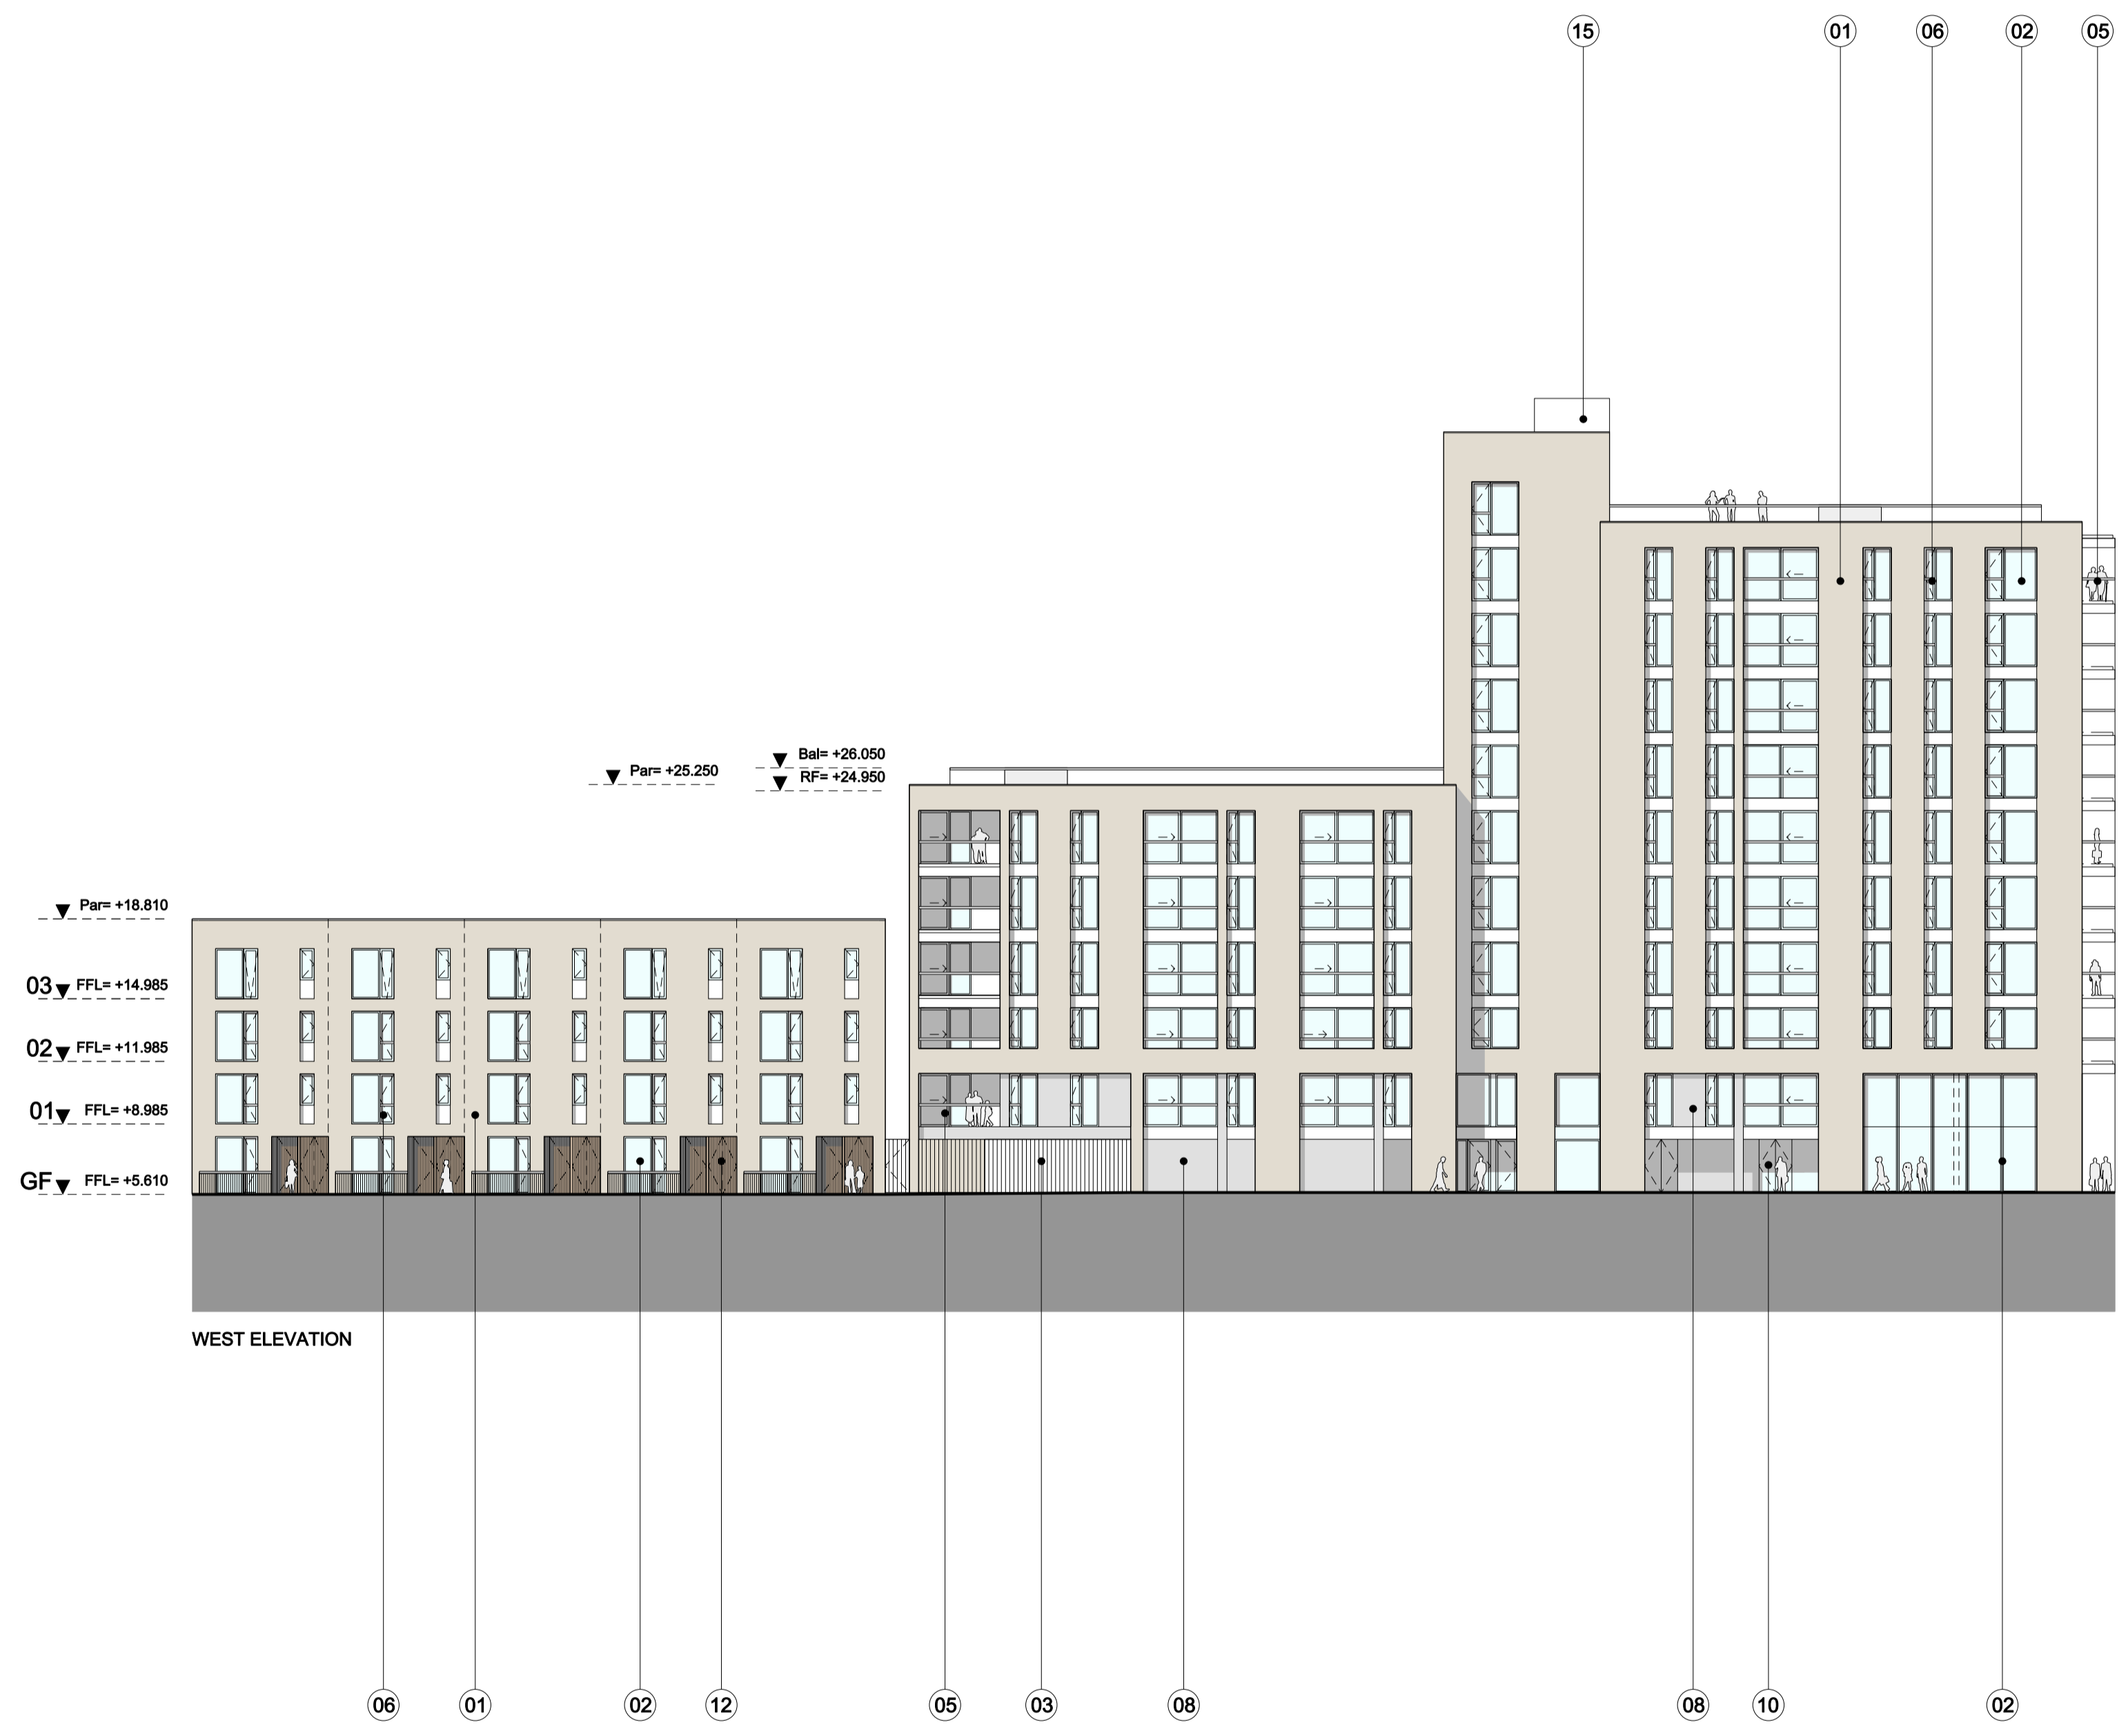 15 01 06 02 05
Bal= +26.050
Par= +25.250
RF= +24.950
Par= +18.810
03 FFL= +14.985
02 FFL= +11.985
01 FFL= +8.985
GF FFL= +5.610
WEST ELEVATION
06 01 02 12 05 03 08 08 10 02